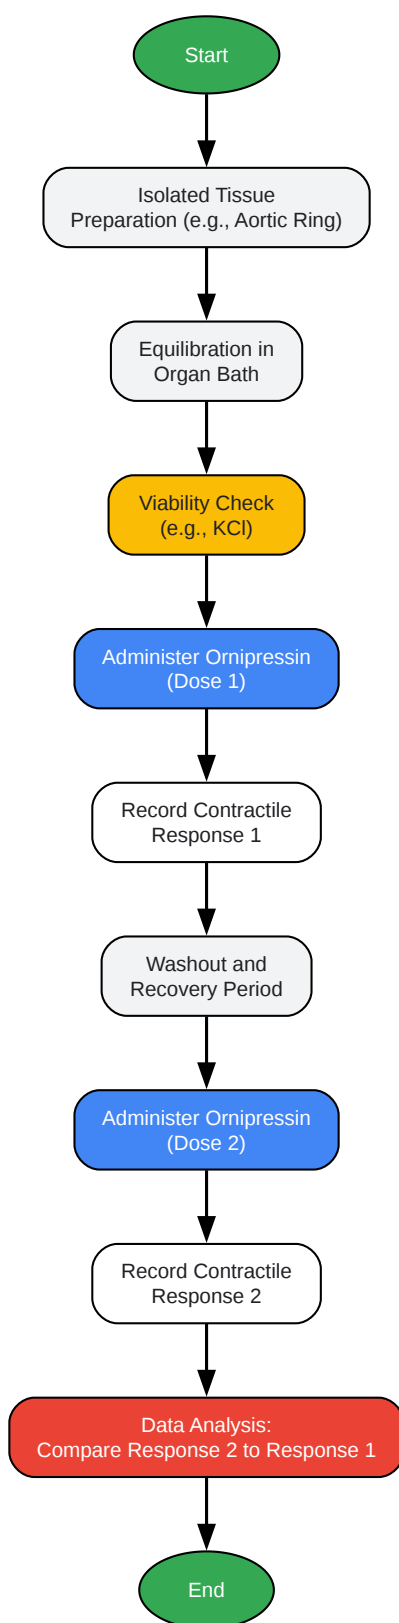 Start
Isolated Tissue
Preparation (e.g., Aortic Ring)
Equilibration in
Organ Bath
Viability Check
(e.g., KCl)
Administer Ornipressin
(Dose 1)
Record Contractile
Response 1
Washout and
Recovery Period
Administer Ornipressin
(Dose 2)
Record Contractile
Response 2
Data Analysis:
Compare Response 2 to Response 1
End